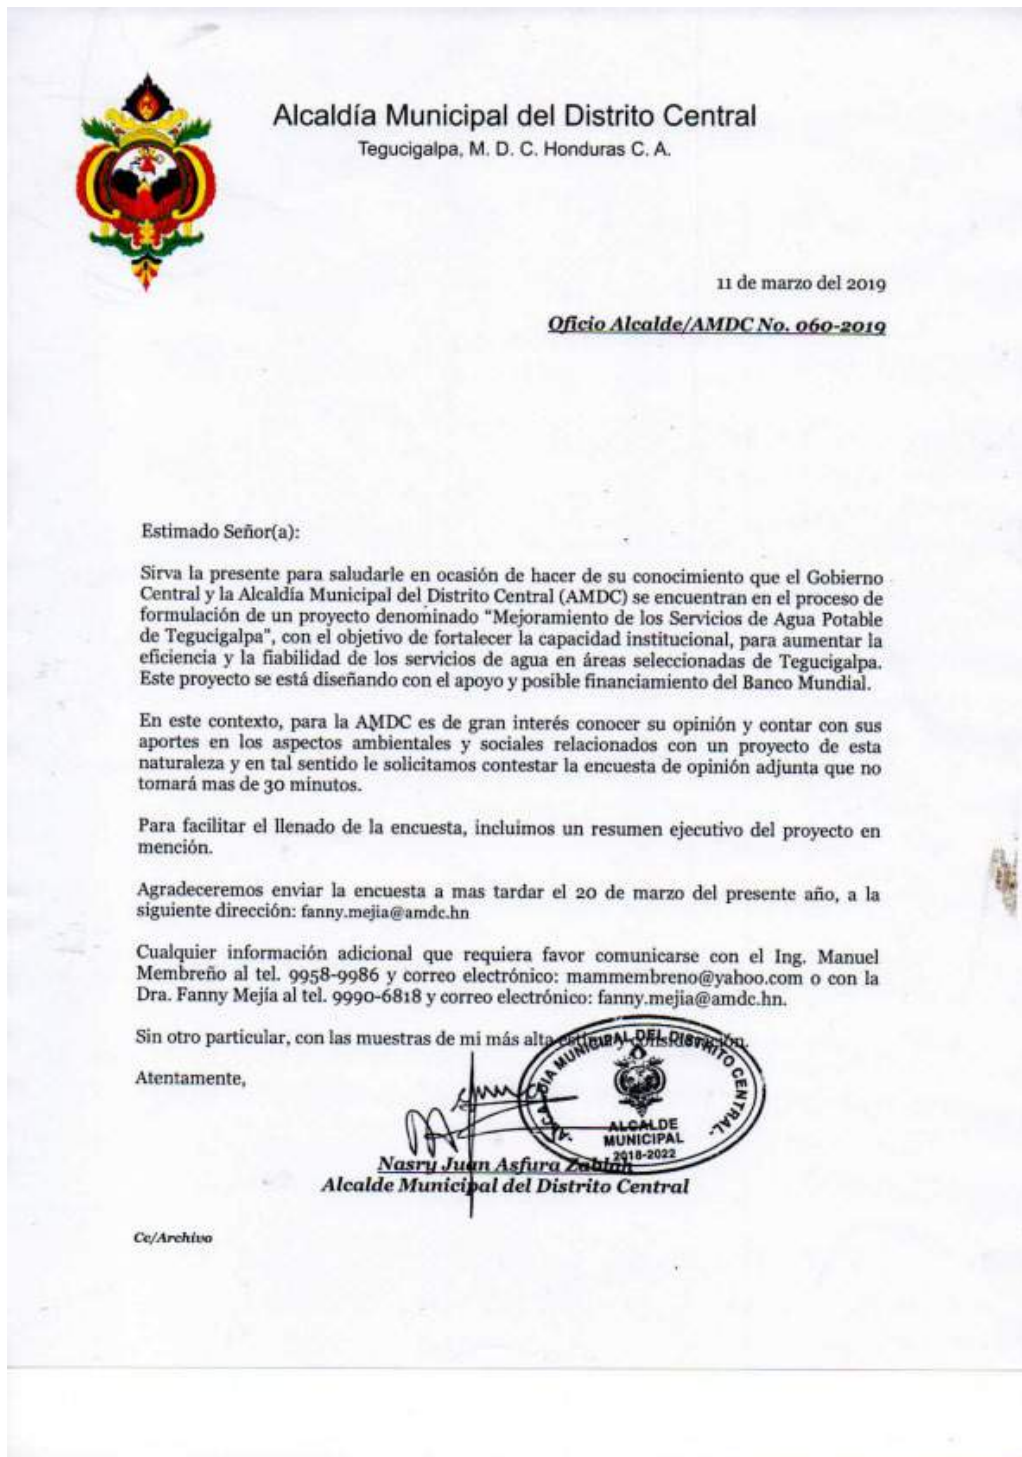 Alcaldía Municipal del Distrito Central
Tegucigalpa, M. D. C. Honduras C. A.
11 de marzo del 2019
Oficio Alcalde/AMDC No. 060-2019
Estimado Señor(a):
Sirva la presente para saludarle en ocasión de hacer de su conocimiento que el Gobierno
Central y la Alcaldía Municipal del Distrito Central (AMDC) se encuentran en el proceso de
formulación de un proyecto denominado “Mejoramiento de los Servicios de Agua Potable
de Tegucigalpa”, con el objetivo de fortalecer la capacidad institucional, para aumentar la
eficiencia y la fiabilidad de los servicios de agua en áreas seleccionadas de Tegucigalpa.
Este proyecto se está diseñando con el apoyo y posible financiamiento del Banco Mundial.
En este contexto, para la AMDC es de gran interés conocer su opinión y contar con sus
aportes en los aspectos ambientales y sociales relacionados con un proyecto de esta
naturaleza y en tal sentido le solicitamos contestar la encuesta de opinión adjunta que no
tomará mas de 30 minutos.
Para facilitar el llenado de la encuesta, incluimos un resumen ejecutivo del proyecto en
mención.
Agradeceremos enviar la encuesta a mas tardar el 20 de marzo del presente año, a la
siguiente dirección: fanny.mejia@amdc.hn
Cualquier información adicional que requiera favor comunicarse con el Ing. Manuel
Membreño al tel. 9958-9986 y correo electrónico: mammembreno@yahoo.com o con la
Dra. Fanny Mejía al tel. 9990-6818 y correo electrónico: fanny.mejia@amdc.hn.
Sin otro particular, con las muestras de mi más alta estima y consideración.
Atentamente,
ALCALDIA MUNICIPAL DEL DISTRITO CENTRAL
ALCALDE
MUNICIPAL
2018-2022
Nasry Juan Asfura Zablah
Alcalde Municipal del Distrito Central
Cc/Archivo